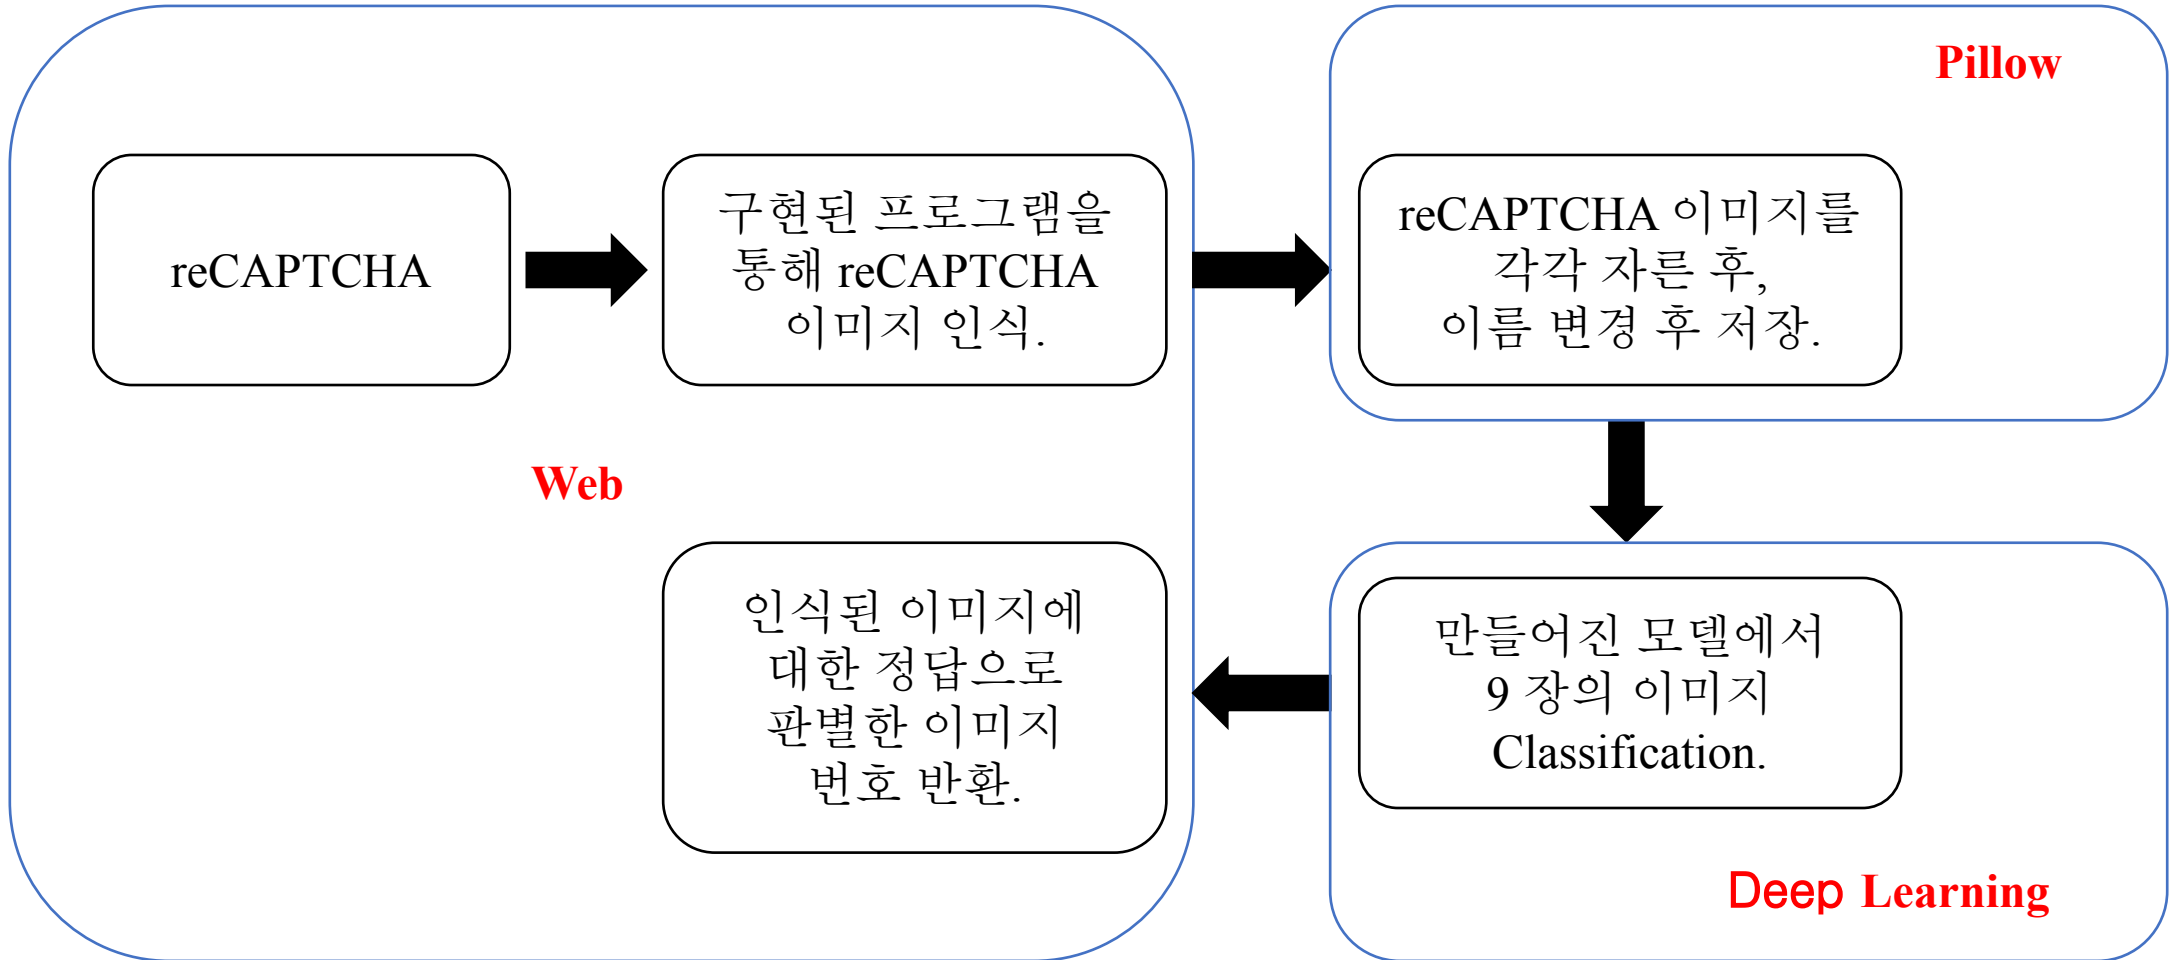 Pillow
reCAPTCHA
구현된 프로그램을
통해 reCAPTCHA
이미지 인식.
reCAPTCHA 이미지를
각각 자른 후,
이름 변경 후 저장.
Web
인식된 이미지에
대한 정답으로
판별한 이미지
번호 반환.
만들어진 모델에서
9 장의 이미지
Classification.
Deep Learning